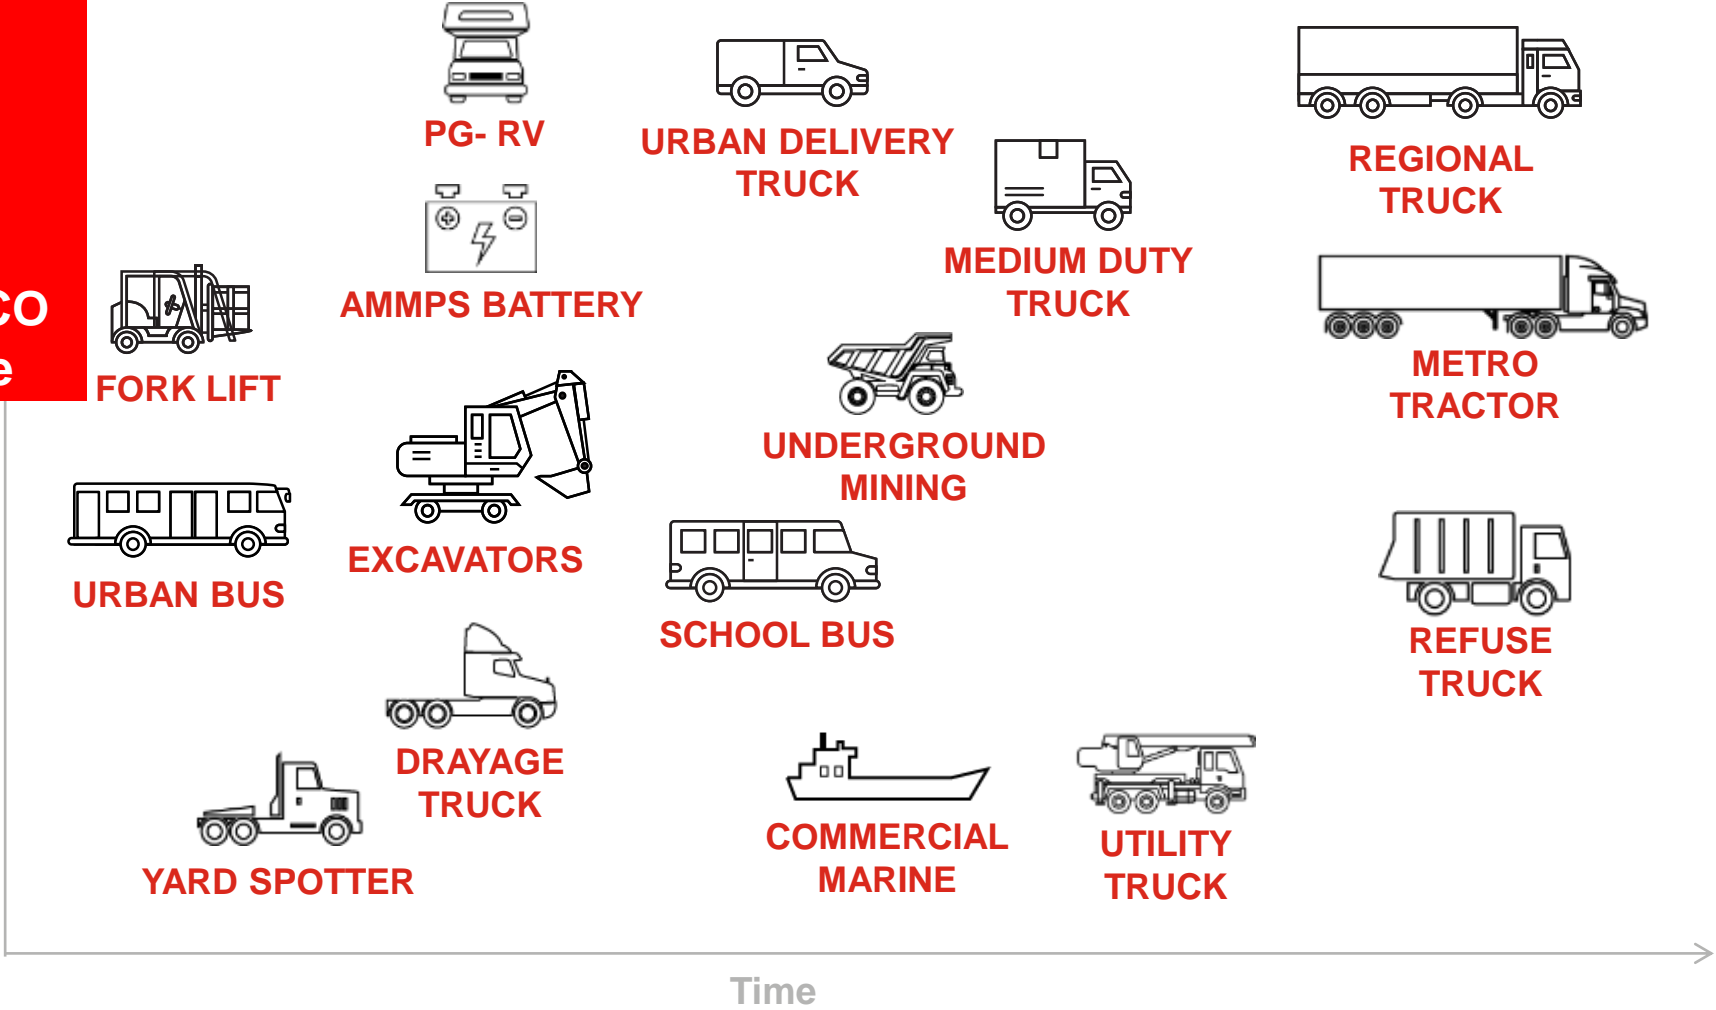 PG- RV
URBAN DELIVERY
TRUCK
REGIONAL
TRUCK
MEDIUM DUTY
TRUCK
AMMPS BATTERY
CO
e
FORK LIFT
METRO
TRACTOR
UNDERGROUND
MINING
EXCAVATORS
URBAN BUS
SCHOOL BUS
REFUSE
TRUCK
DRAYAGE
TRUCK
COMMERCIAL
MARINE
UTILITY
TRUCK
YARD SPOTTER
Time